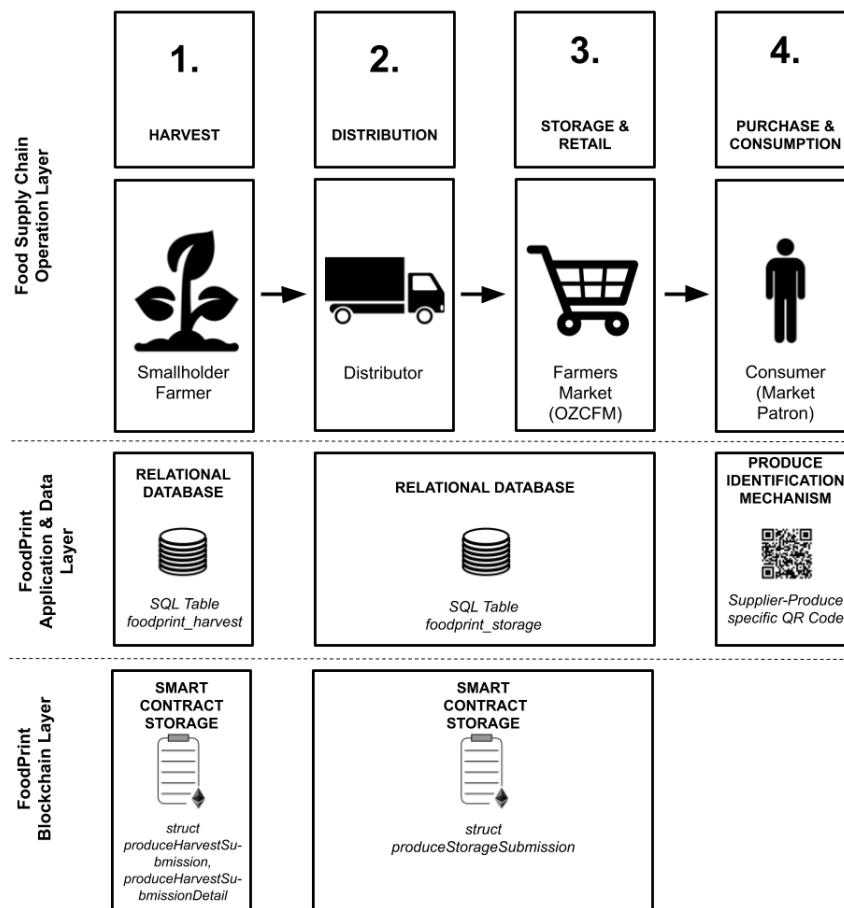 1.
HARVEST
2.
DISTRIBUTION
3.
STORAGE &
RETAIL
4.
PURCHASE &
CONSUMPTION
Food Supply Chain
Operation Layer
Smallholder
Farmer
Distributor
Farmers
Market
(OZCFM)
Consumer
(Market
Patron)
FoodPrint
Application & Data
Layer
RELATIONAL
DATABASE
SQL Table
foodprint_harvest
RELATIONAL DATABASE
SQL Table
foodprint_storage
PRODUCE
IDENTIFICATION
MECHANISM
Supplier-Produce
specific QR Code
FoodPrint
Blockchain Layer
SMART
CONTRACT
STORAGE
struct
produceHarvestSu-
bmission,
produceHarvestSu-
bmissionDetail
SMART
CONTRACT
STORAGE
struct
produceStorageSubmission